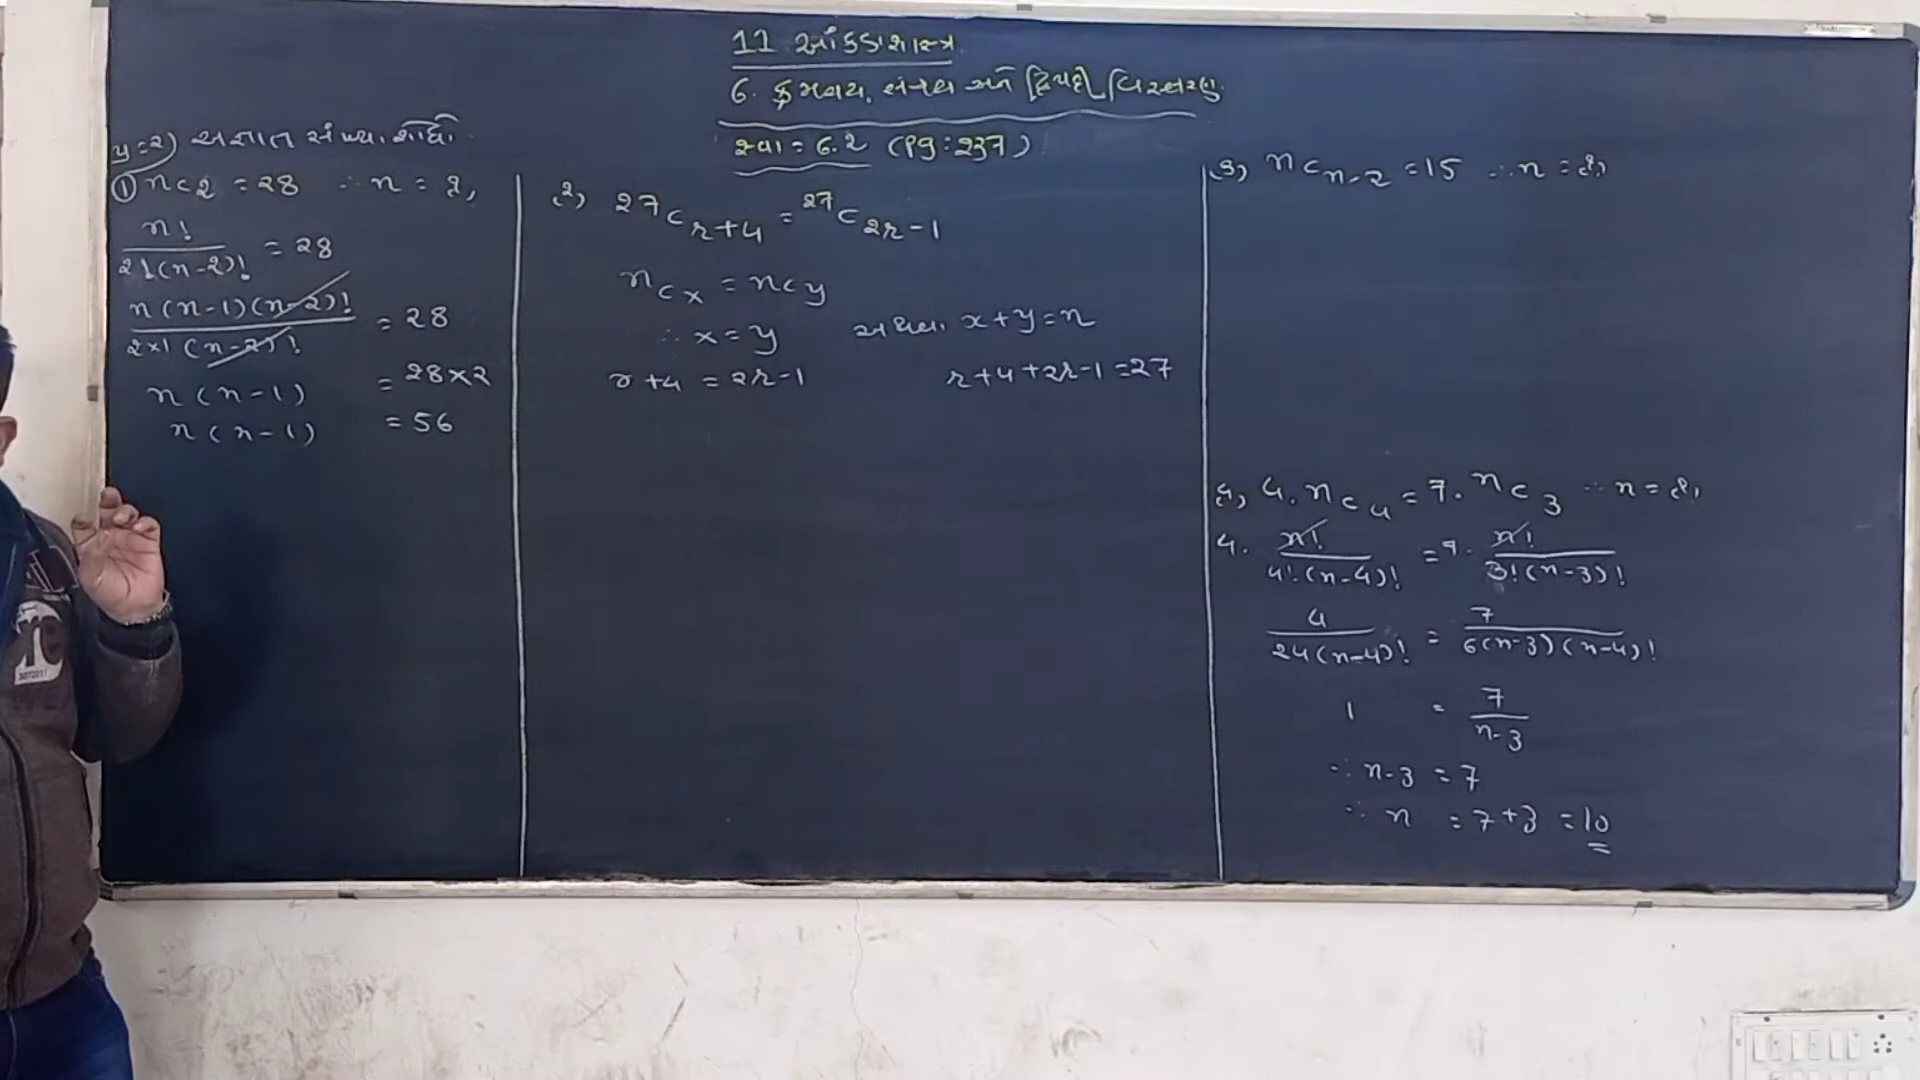 11 આંકડાશાસ્ત્ર
6. ક્રમચય, સંચય અને દ્વિપદી વિસ્તરણ
સ્વા = 6.2 (pg : 237)
પ્ર=2) અજ્ઞાત સંખ્યા શોધો.
① nC2 = 28 ∴ n = ?,
n! / 2!(n-2)! = 28
n(n-1)(n-2)! / 2×1(n-2)! = 28
n(n-1) = 28×2
n(n-1) = 56
2) 27Cr+4 = 27C2r-1
nCx = nCy
∴ x = y અથવા x+y=n
r+4 = 2r-1 r+4+2r-1=27
3) nCn-2 = 15 ∴ n = ?,
4) 4.nC4 = 7.nC3 ∴ n = ?,
4. n! / 4!(n-4)! = 7. n! / 3!(n-3)!
4 / 24(n-4)! = 7 / 6(n-3)(n-4)!
1 = 7 / n-3
∴ n-3 = 7
∴ n = 7+3 = 10